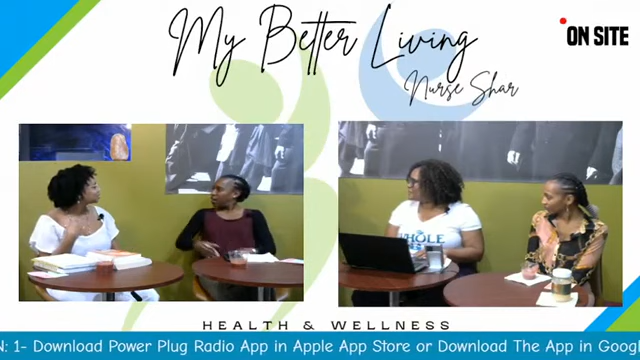 My Better Living
Nurse Shar
ON SITE
WHOLE
HEALTH & WELLNESS
N: 1- Download Power Plug Radio App in Apple App Store or Download The App in Googl